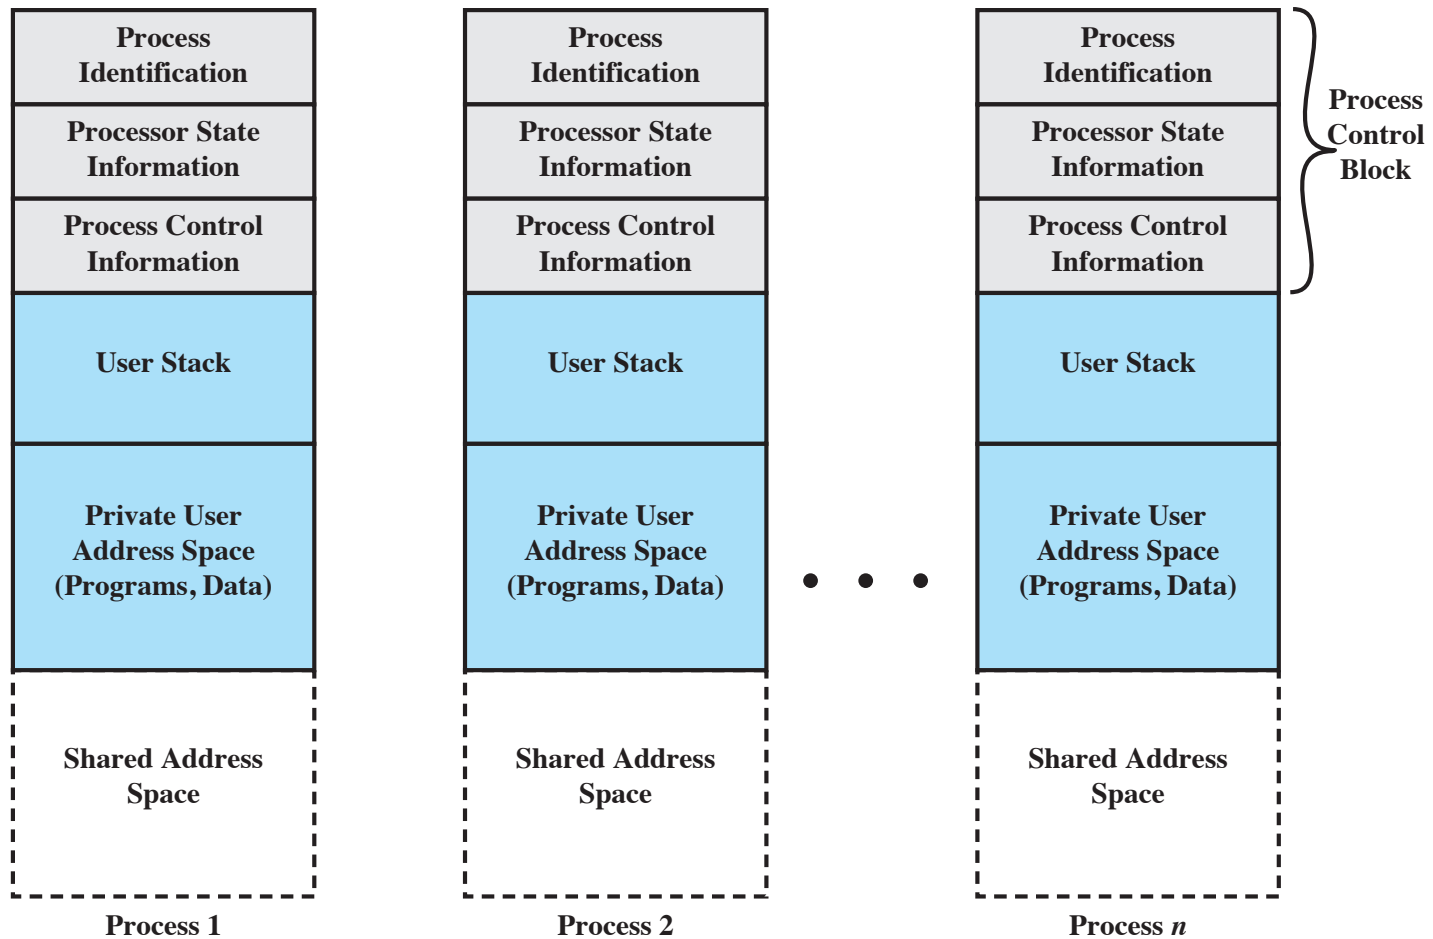 Process
Identification
Processor State
Information
Process Control
Information
User Stack
Private User
Address Space
(Programs, Data)
Shared Address
Space
Process 1
Process
Identification
Processor State
Information
Process Control
Information
User Stack
Private User
Address Space
(Programs, Data)
Shared Address
Space
Process 2
• • •
Process
Identification
Processor State
Information
Process Control
Information
User Stack
Private User
Address Space
(Programs, Data)
Shared Address
Space
Process n
Process
Control
Block